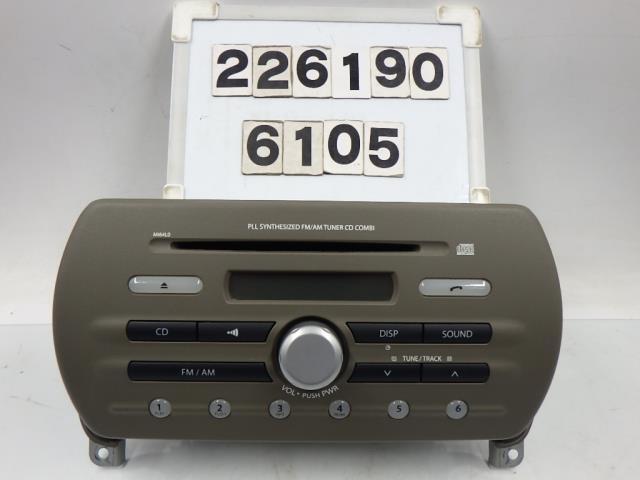 226190
6105
PLL SYNTHESIZED FM/AM TUNER CD COMBI
CD
DISP
SOUND
FM / AM
TUNE/TRACK
VOL• PUSH PWR
1 2 3 4 5 6